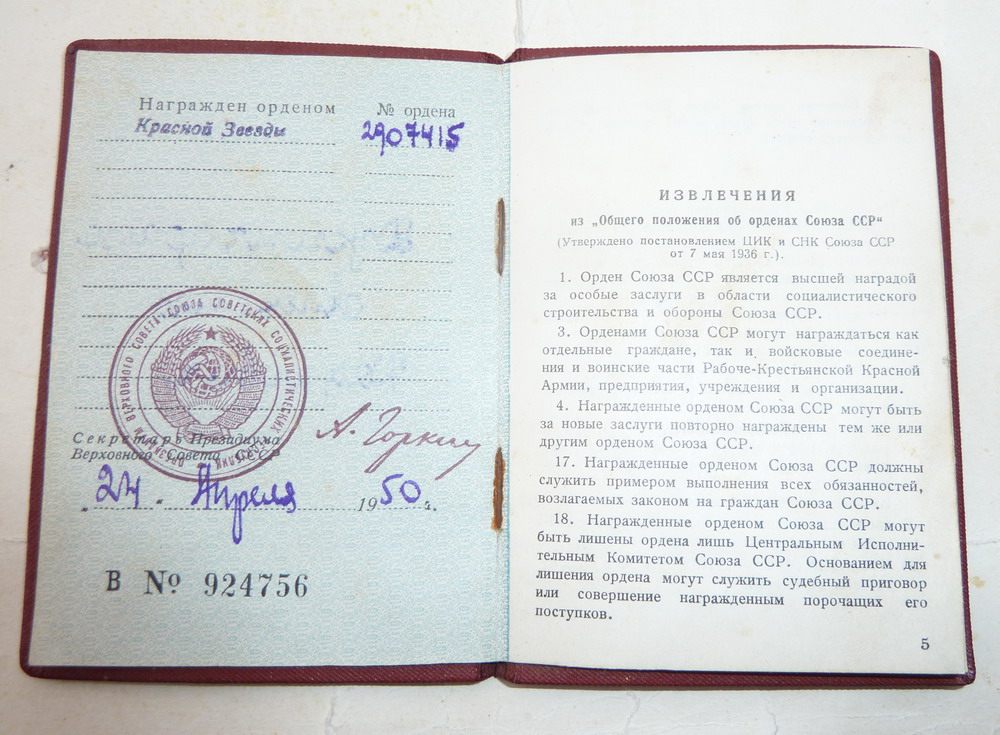 Награжден орденом № ордена
Красной Звезды 2907415
Секретарь Президиума
Верховного Совета СССР
А. Горкин
„24" Апреля 1950 г.
В № 924756
ПРЕЗИДИУМ ВЕРХОВНОГО СОВЕТА СОЮЗА СОВЕТСКИХ СОЦИАЛИСТИЧЕСКИХ РЕСПУБЛИК
ИЗВЛЕЧЕНИЯ
из „Общего положения об орденах Союза ССР"
(Утверждено постановлением ЦИК и СНК Союза ССР
от 7 мая 1936 г.).
1. Орден Союза ССР является высшей наградой
за особые заслуги в области социалистического
строительства и обороны Союза ССР.
3. Орденами Союза ССР могут награждаться как
отдельные граждане, так и войсковые соедине-
ния и воинские части Рабоче-Крестьянской Красной
Армии, предприятия, учреждения и организации.
4. Награжденные орденом Союза ССР могут быть
за новые заслуги повторно награждены тем же или
другим орденом Союза ССР.
17. Награжденные орденом Союза ССР должны
служить примером выполнения всех обязанностей,
возлагаемых законом на граждан Союза ССР.
18. Награжденные орденом Союза ССР могут
быть лишены ордена лишь Центральным Исполни-
тельным Комитетом Союза ССР. Основанием для
лишения ордена могут служить судебный приговор
или совершение награжденным порочащих его
поступков.
5